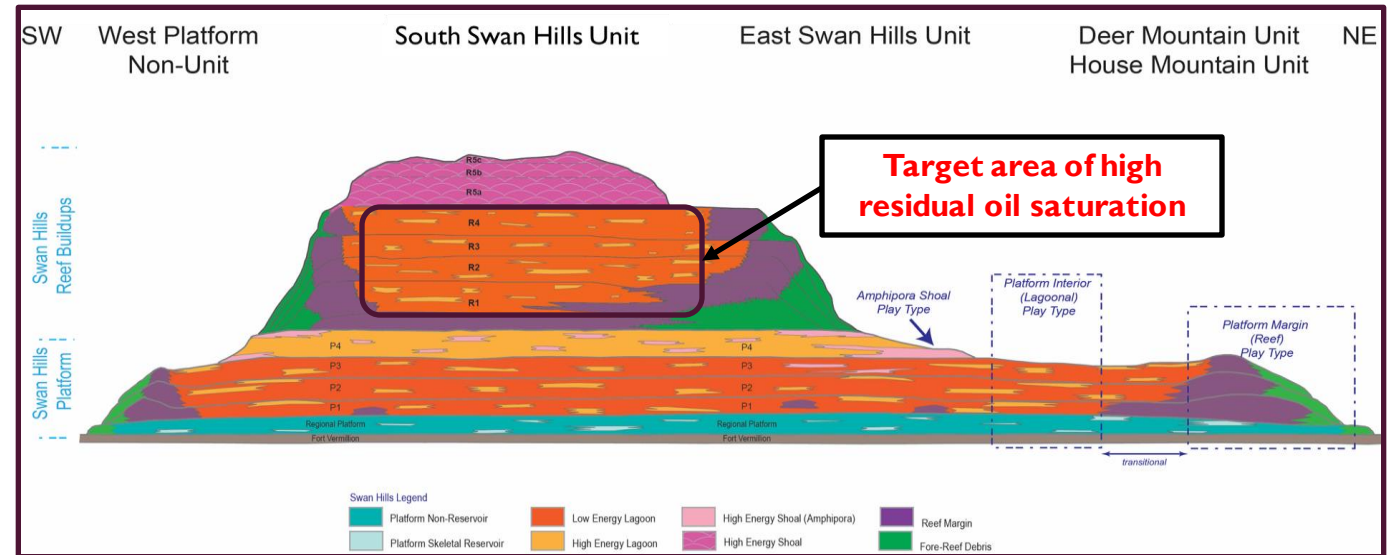 SW
West Platform
Non-Unit
South Swan Hills Unit
East Swan Hills Unit
Deer Mountain Unit
House Mountain Unit
NE
Target area of high
residual oil saturation
Swan Hills
Reef Buildups
Swan Hills
Platform
R5c
R5b
R5a
R4
R3
R2
R1
Amphipora Shoal
Play Type
Platform Interior
(Lagoonal)
Play Type
Platform Margin
(Reef)
Play Type
P4
P4
P3
P3
P2
P2
P1
P1
Regional Platform
Regional Platform
Fort Vermillion
Fort Vermillion
transitional
Swan Hills Legend
Platform Non-Reservoir
Low Energy Lagoon
High Energy Shoal (Amphipora)
Reef Margin
Platform Skeletal Reservoir
High Energy Lagoon
High Energy Shoal
Fore-Reef Debris